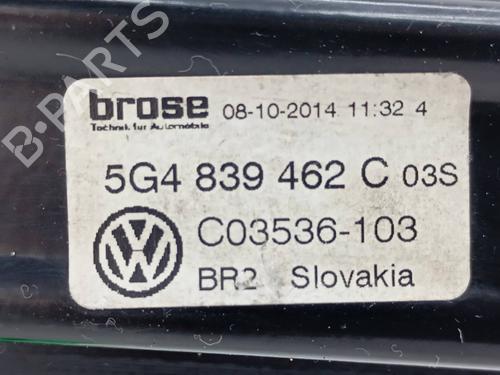 B-PARTS
brose 08-10-2014 11:32 4
Technik für Automobile
5G4 839 462 C 03S
C03536-103
BR2 Slovakia